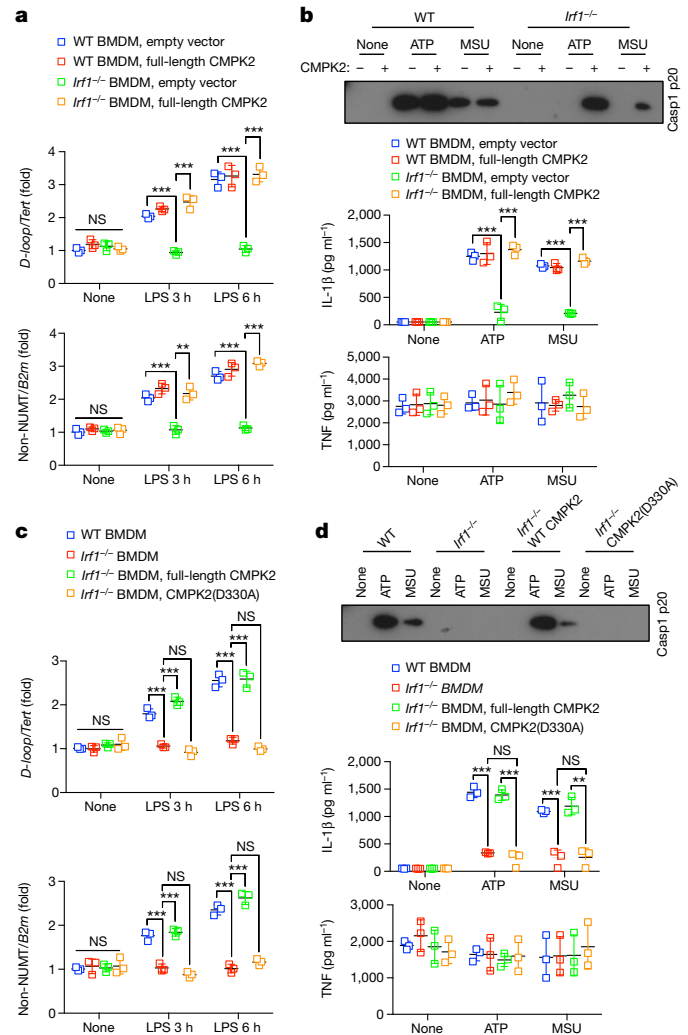 a
WT BMDM, empty vector
WT BMDM, full-length CMPK2
Irf1–/– BMDM, empty vector
Irf1–/– BMDM, full-length CMPK2
D-loop/Tert (fold)
4
3
2
1
0
NS
***
***
***
***
None
LPS 3 h
LPS 6 h
Non-NUMT/B2m (fold)
4
3
2
1
0
NS
***
**
***
***
None
LPS 3 h
LPS 6 h
b
WT
Irf1–/–
None
ATP
MSU
None
ATP
MSU
CMPK2:
–
+
–
+
–
+
–
+
–
+
–
+
Casp1 p20
WT BMDM, empty vector
WT BMDM, full-length CMPK2
Irf1–/– BMDM, empty vector
Irf1–/– BMDM, full-length CMPK2
IL-1β (pg ml–1)
2,000
1,500
1,000
500
0
***
***
***
***
None
ATP
MSU
TNF (pg ml–1)
5,000
4,000
3,000
2,000
1,000
0
None
ATP
MSU
c
WT BMDM
Irf1–/– BMDM
Irf1–/– BMDM, full-length CMPK2
Irf1–/– BMDM, CMPK2(D330A)
D-loop/Tert (fold)
3
2
1
0
NS
NS
***
***
NS
***
***
None
LPS 3 h
LPS 6 h
Non-NUMT/B2m (fold)
3
2
1
0
NS
NS
***
***
NS
***
***
None
LPS 3 h
LPS 6 h
d
WT
Irf1–/–
Irf1–/–
WT CMPK2
Irf1–/–
CMPK2(D330A)
None
ATP
MSU
None
ATP
MSU
None
ATP
MSU
None
ATP
MSU
Casp1 p20
WT BMDM
Irf1–/– BMDM
Irf1–/– BMDM, full-length CMPK2
Irf1–/– BMDM, CMPK2(D330A)
IL-1β (pg ml–1)
2,000
1,500
1,000
500
0
NS
***
***
NS
***
**
None
ATP
MSU
TNF (pg ml–1)
3,000
2,000
1,000
0
None
ATP
MSU